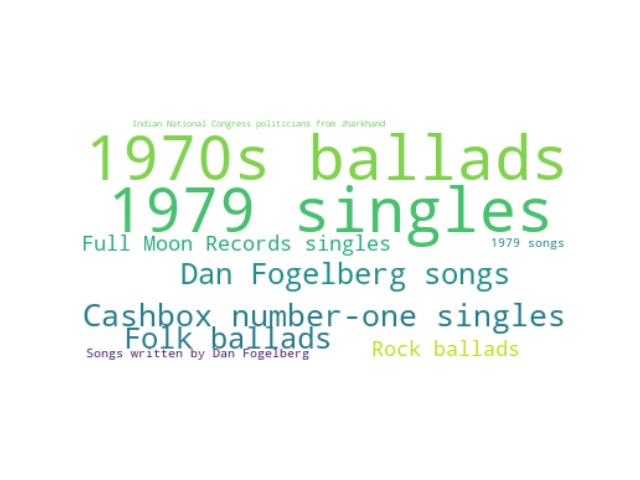 Indian National Congress politicians from Jharkhand
1970s ballads
1979 singles
Full Moon Records singles
1979 songs
Dan Fogelberg songs
Cashbox number-one singles
Folk ballads
Songs written by Dan Fogelberg
Rock ballads